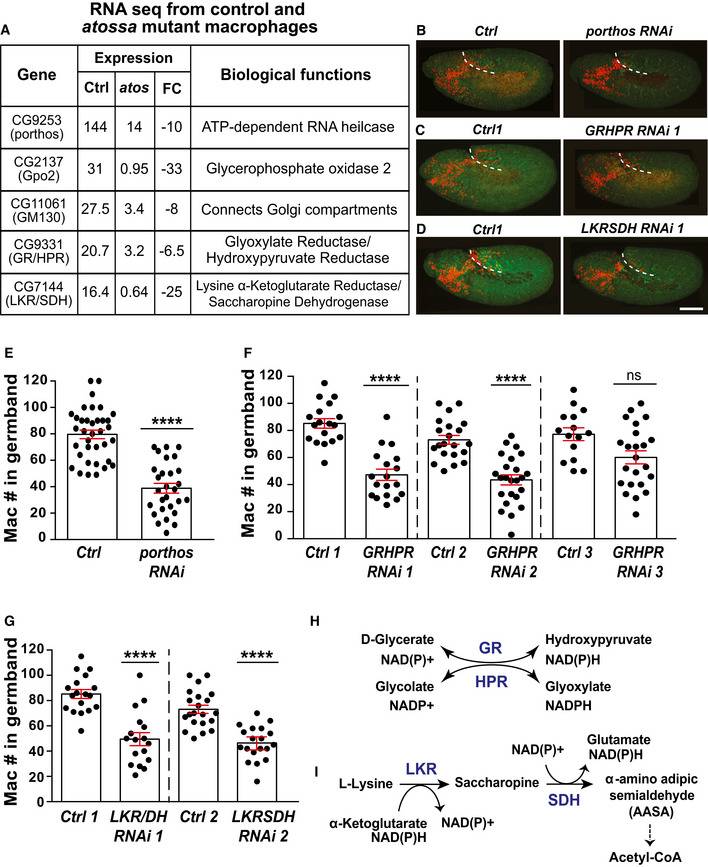 RNA seq from control and
atossa mutant macrophages
A
Gene Expression Biological functions
Ctrl atos FC
CG9253
(porthos) 144 14 -10 ATP-dependent RNA heilcase
CG2137
(Gpo2) 31 0.95 -33 Glycerophosphate oxidase 2
CG11061
(GM130) 27.5 3.4 -8 Connects Golgi compartments
CG9331
(GR/HPR) 20.7 3.2 -6.5 Glyoxylate Reductase/
Hydroxypyruvate Reductase
CG7144
(LKR/SDH) 16.4 0.64 -25 Lysine α-Ketoglutarate Reductase/
Saccharopine Dehydrogenase
B Ctrl porthos RNAi
C Ctrl1 GRHPR RNAi 1
D Ctrl1 LKRSDH RNAi 1
E
Mac # in germband
120
100
80
60
40
20
0
****
Ctrl porthos
RNAi
F
Mac # in germband
120
100
80
60
40
20
0
**** **** ns
Ctrl 1 GRHPR Ctrl 2 GRHPR Ctrl 3 GRHPR
RNAi 1 RNAi 2 RNAi 3
G
Mac # in germband
120
100
80
60
40
20
0
**** ****
Ctrl 1 LKR/DH Ctrl 2 LKRSDH
RNAi 1 RNAi 2
H
D-Glycerate GR Hydroxypyruvate
NAD(P)+ NAD(P)H
Glycolate HPR Glyoxylate
NADP+ NADPH
I
NAD(P)+ Glutamate
NAD(P)H
L-Lysine LKR Saccharopine SDH α-amino adipic
semialdehyde
(AASA)
α-Ketoglutarate NAD(P)+
NAD(P)H
Acetyl-CoA